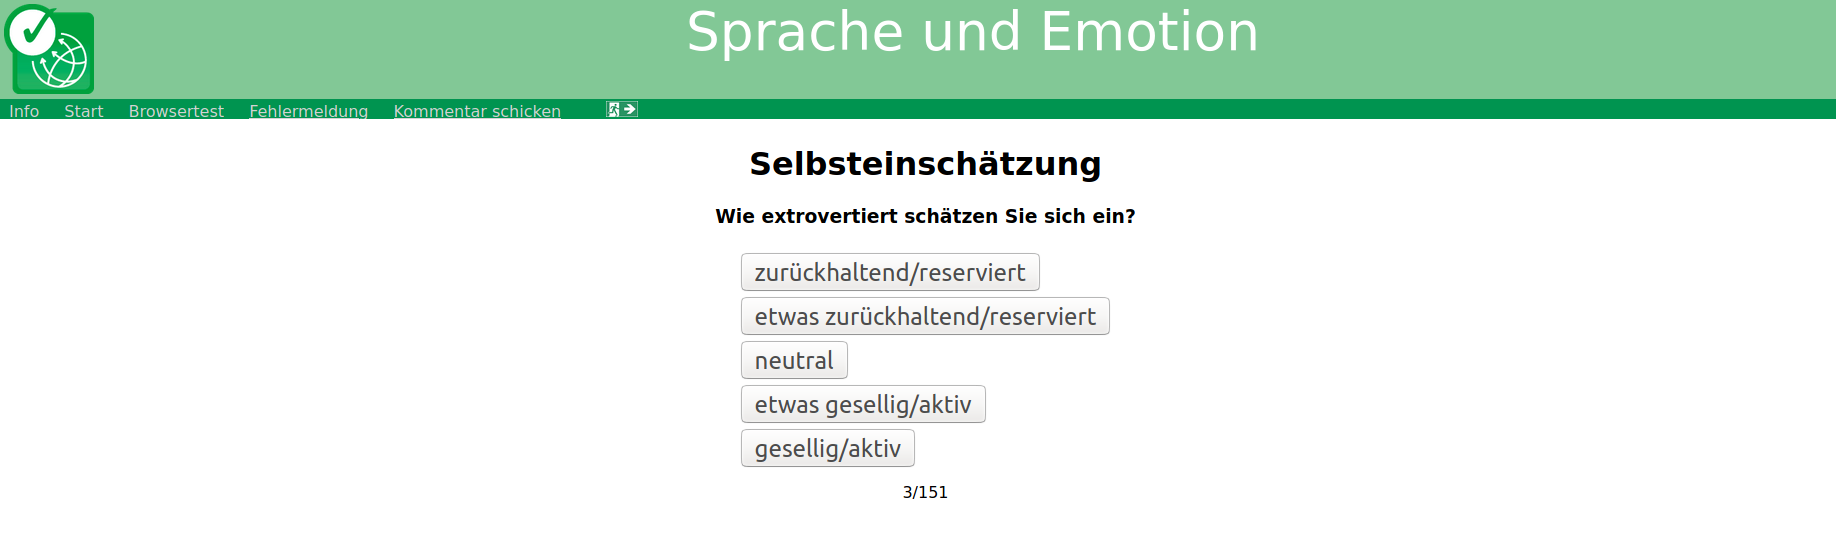 Sprache und Emotion
Info Start Browsertest Fehlermeldung Kommentar schicken
Selbsteinschätzung
Wie extrovertiert schätzen Sie sich ein?
zurückhaltend/reserviert
etwas zurückhaltend/reserviert
neutral
etwas gesellig/aktiv
gesellig/aktiv
3/151